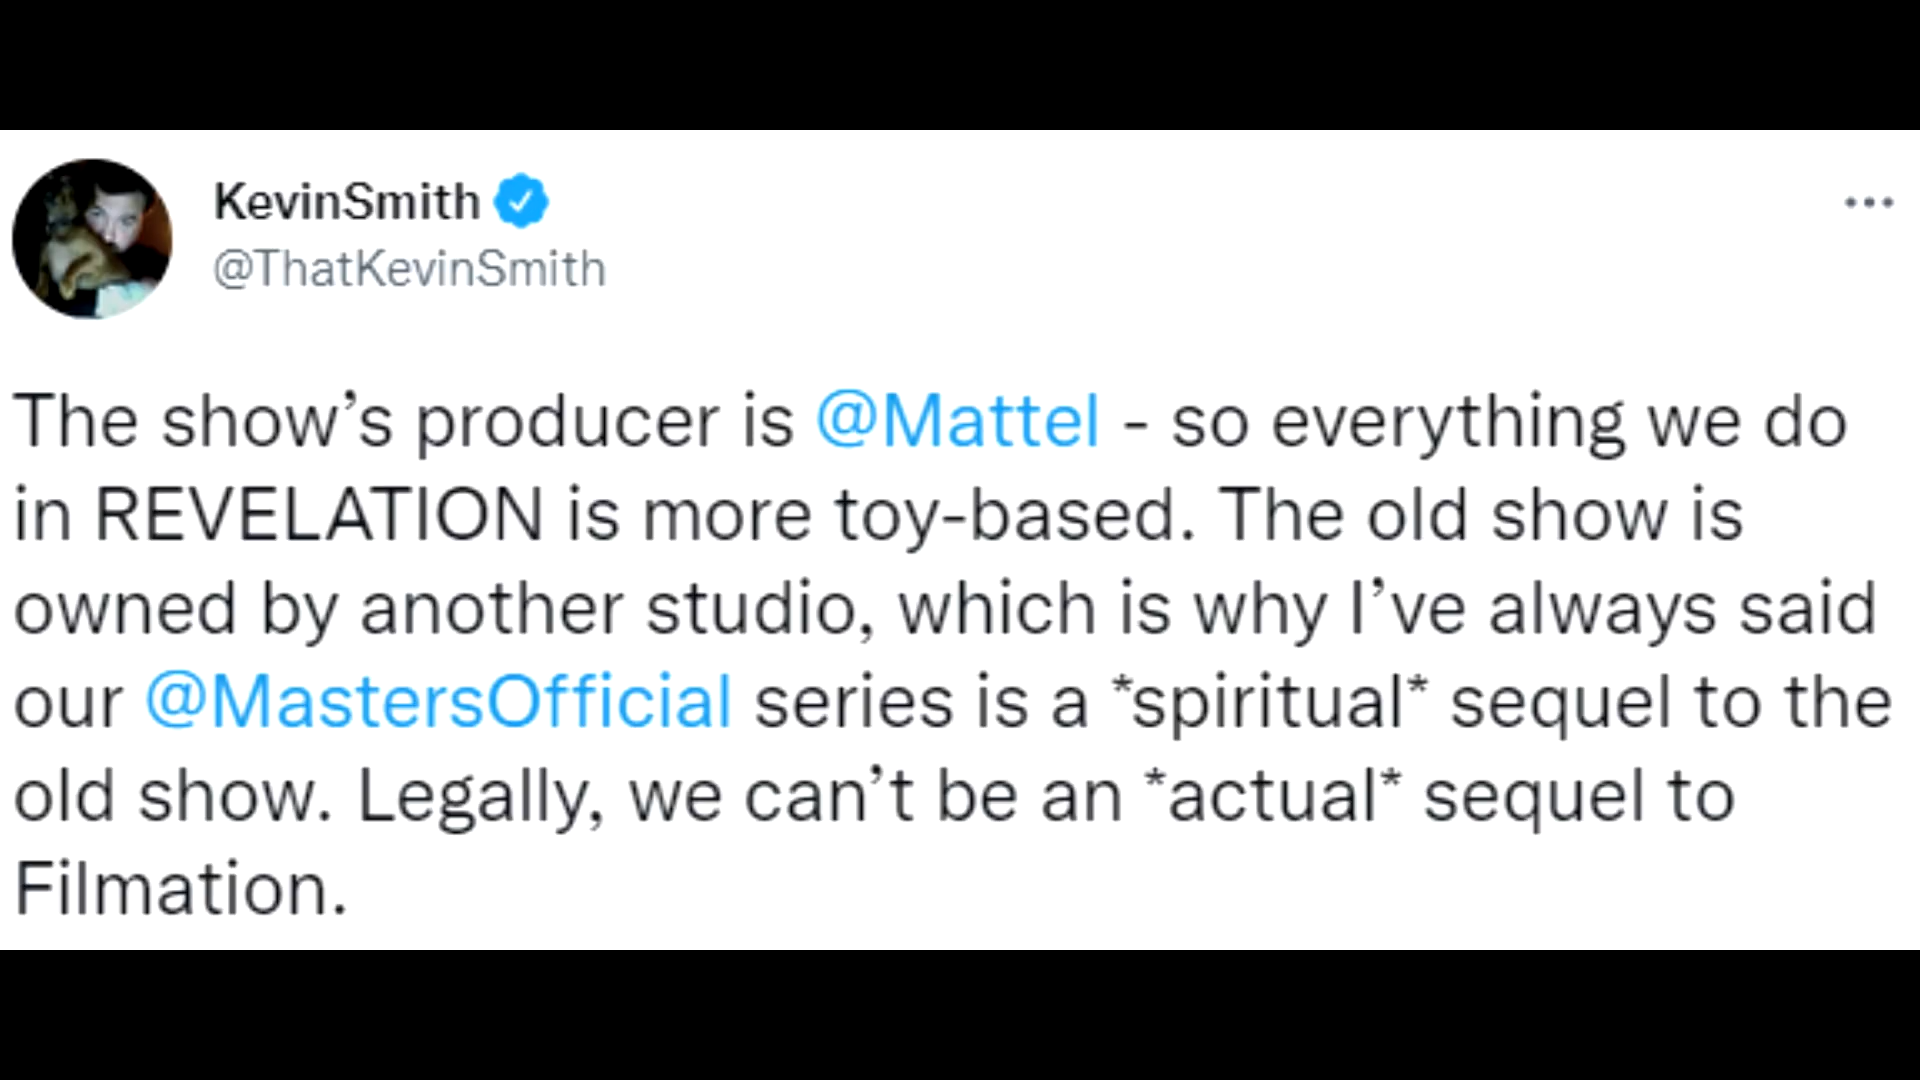 KevinSmith
@ThatKevinSmith
The show’s producer is @Mattel - so everything we do
in REVELATION is more toy-based. The old show is
owned by another studio, which is why I’ve always said
our @MastersOfficial series is a *spiritual* sequel to the
old show. Legally, we can’t be an *actual* sequel to
Filmation.